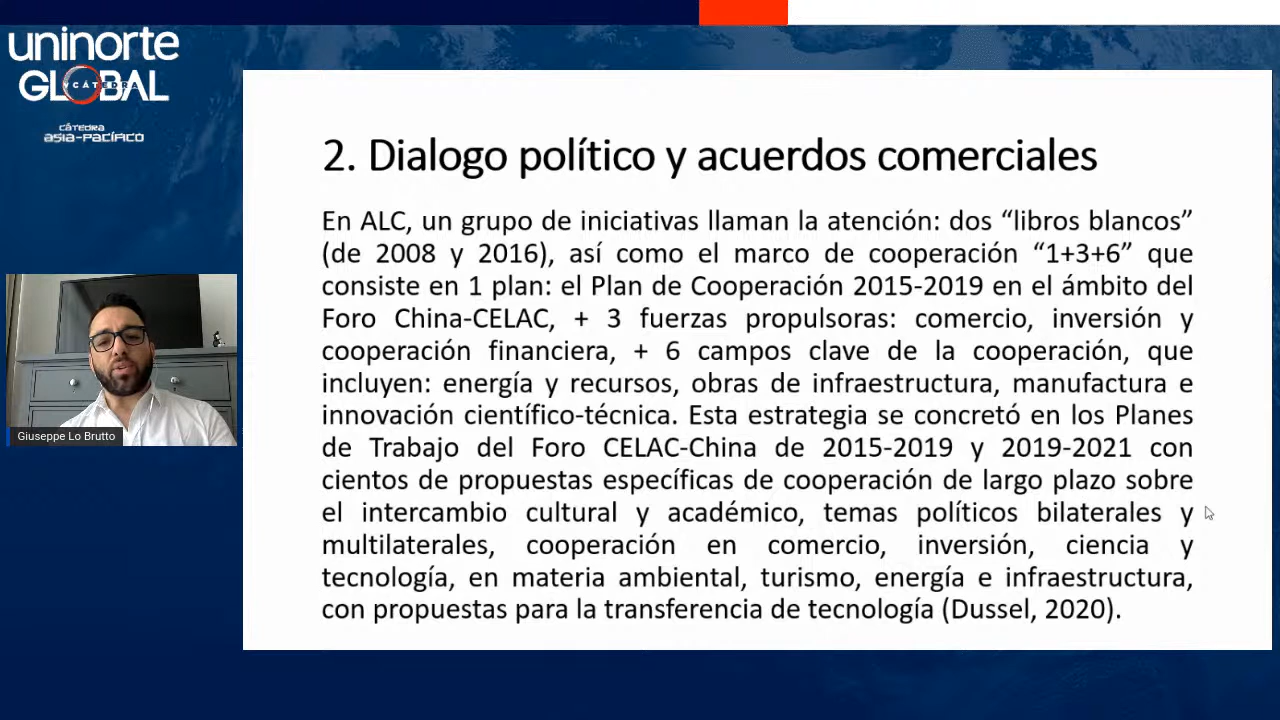 uninorte
GLOBAL
CÁTEDRA
CÁTEDRA
ASIA-PACÍFICO
2. Dialogo político y acuerdos comerciales
En ALC, un grupo de iniciativas llaman la atención: dos “libros blancos”
(de 2008 y 2016), así como el marco de cooperación “1+3+6” que
consiste en 1 plan: el Plan de Cooperación 2015-2019 en el ámbito del
Foro China-CELAC, + 3 fuerzas propulsoras: comercio, inversión y
cooperación financiera, + 6 campos clave de la cooperación, que
incluyen: energía y recursos, obras de infraestructura, manufactura e
innovación científico-técnica. Esta estrategia se concretó en los Planes
de Trabajo del Foro CELAC-China de 2015-2019 y 2019-2021 con
cientos de propuestas específicas de cooperación de largo plazo sobre
el intercambio cultural y académico, temas políticos bilaterales y
multilaterales, cooperación en comercio, inversión, ciencia y
tecnología, en materia ambiental, turismo, energía e infraestructura,
con propuestas para la transferencia de tecnología (Dussel, 2020).
Giuseppe Lo Brutto